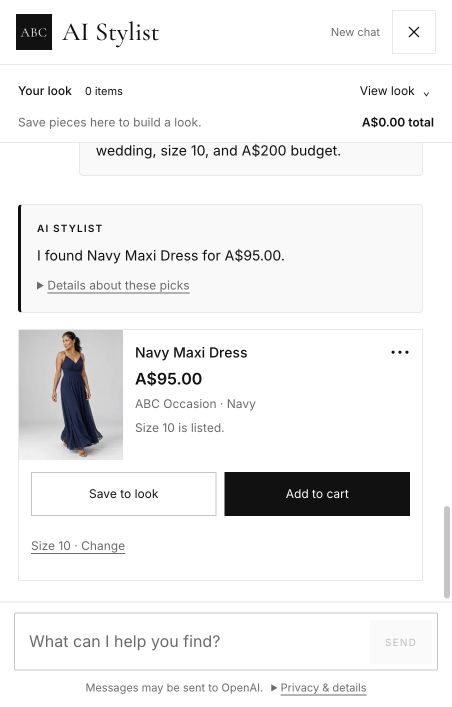 ABC AI Stylist
New chat
Your look 0 items
View look
Save pieces here to build a look.
A$0.00 total
wedding, size 10, and A$200 budget.
AI STYLIST
I found Navy Maxi Dress for A$95.00.
Details about these picks
Navy Maxi Dress
A$95.00
ABC Occasion · Navy
Size 10 is listed.
Save to look
Add to cart
Size 10 · Change
What can I help you find?
SEND
Messages may be sent to OpenAI. Privacy & details